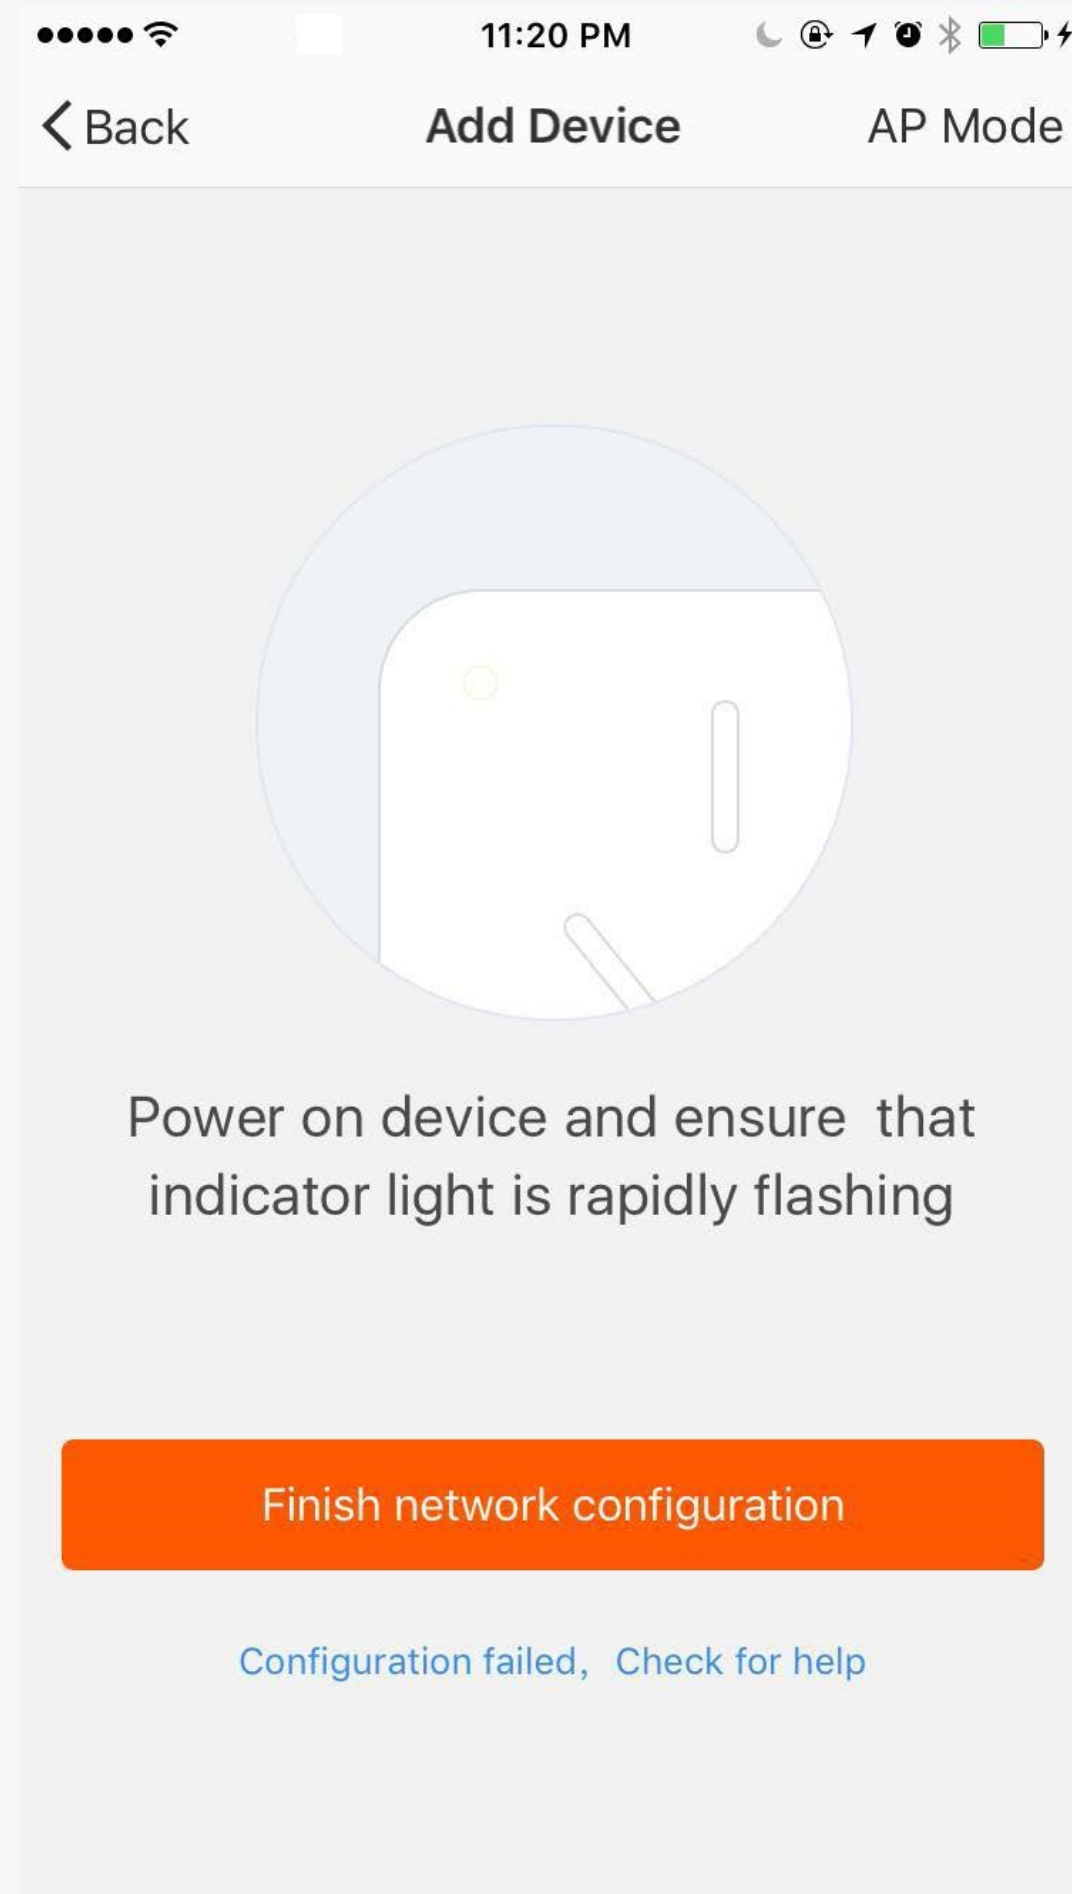 11:20 PM
Back Add Device AP Mode
Power on device and ensure that
indicator light is rapidly flashing
Finish network configuration
Configuration failed, Check for help